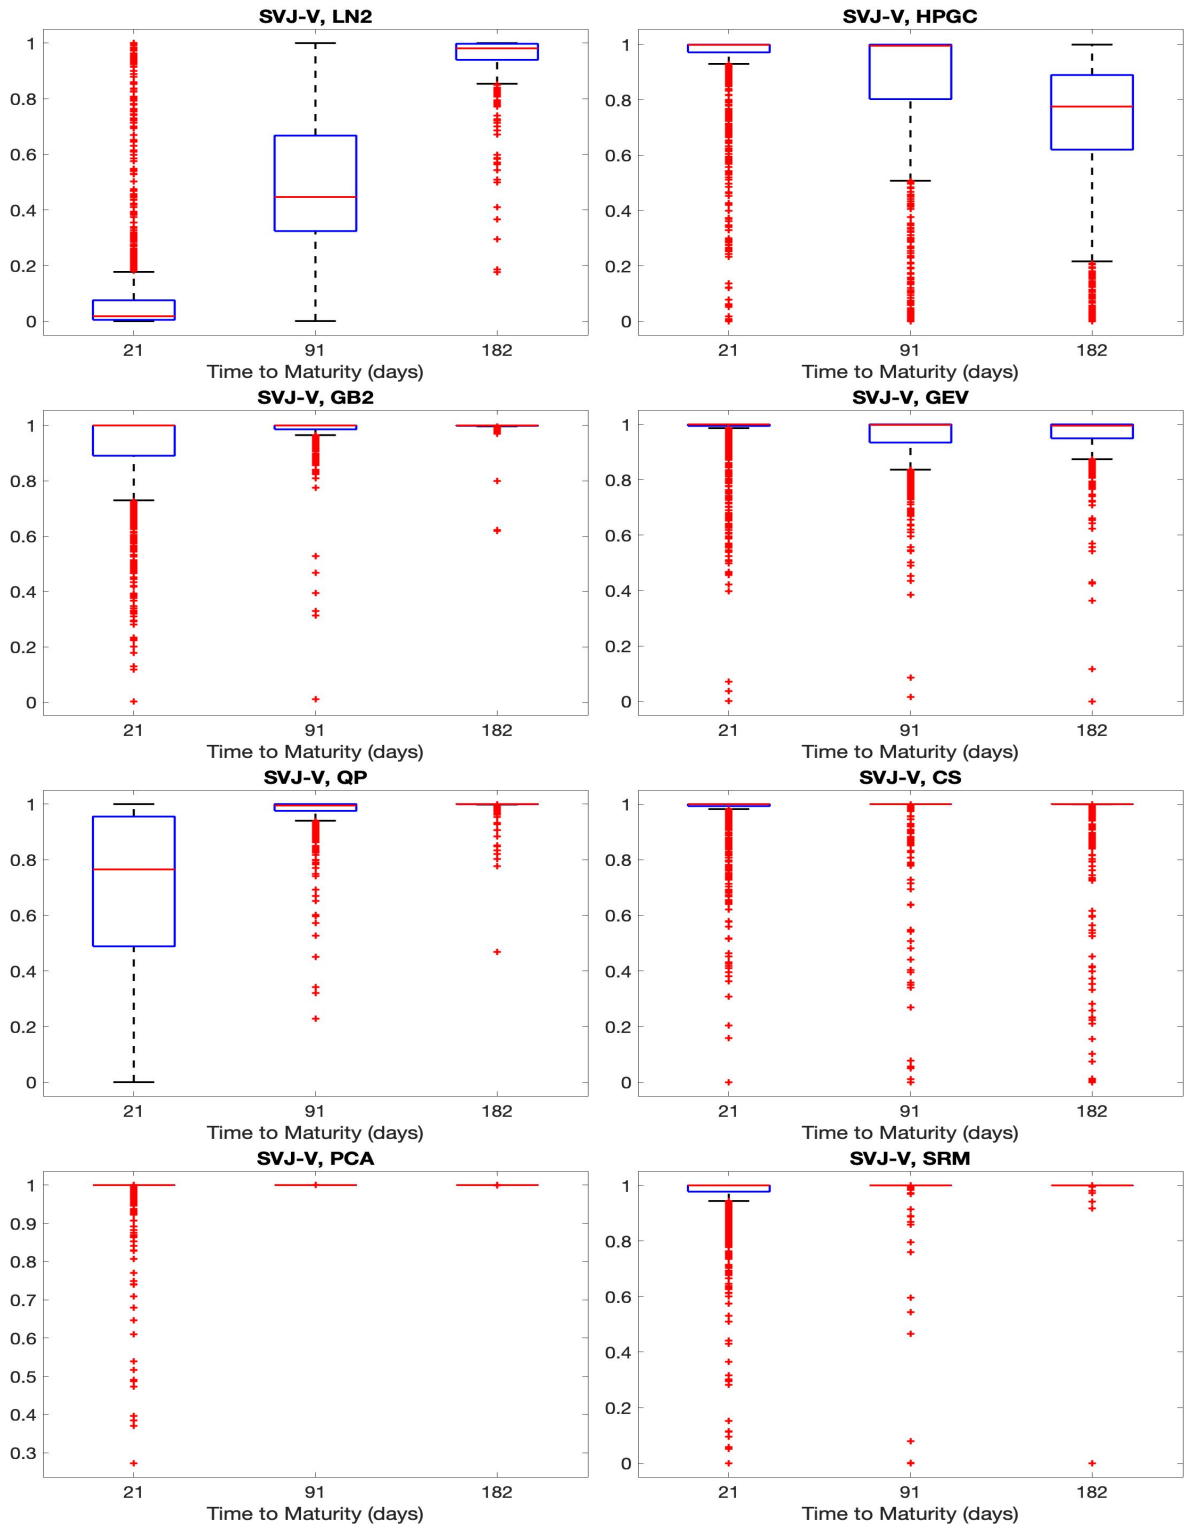 SVJ-V, LN2
1
0.8
0.6
0.4
0.2
0
21 91 182
Time to Maturity (days)
SVJ-V, HPGC
1
0.8
0.6
0.4
0.2
0
21 91 182
Time to Maturity (days)
SVJ-V, GB2
1
0.8
0.6
0.4
0.2
0
21 91 182
Time to Maturity (days)
SVJ-V, GEV
1
0.8
0.6
0.4
0.2
0
21 91 182
Time to Maturity (days)
SVJ-V, QP
1
0.8
0.6
0.4
0.2
0
21 91 182
Time to Maturity (days)
SVJ-V, CS
1
0.8
0.6
0.4
0.2
0
21 91 182
Time to Maturity (days)
SVJ-V, PCA
1
0.9
0.8
0.7
0.6
0.5
0.4
0.3
21 91 182
Time to Maturity (days)
SVJ-V, SRM
1
0.8
0.6
0.4
0.2
0
21 91 182
Time to Maturity (days)